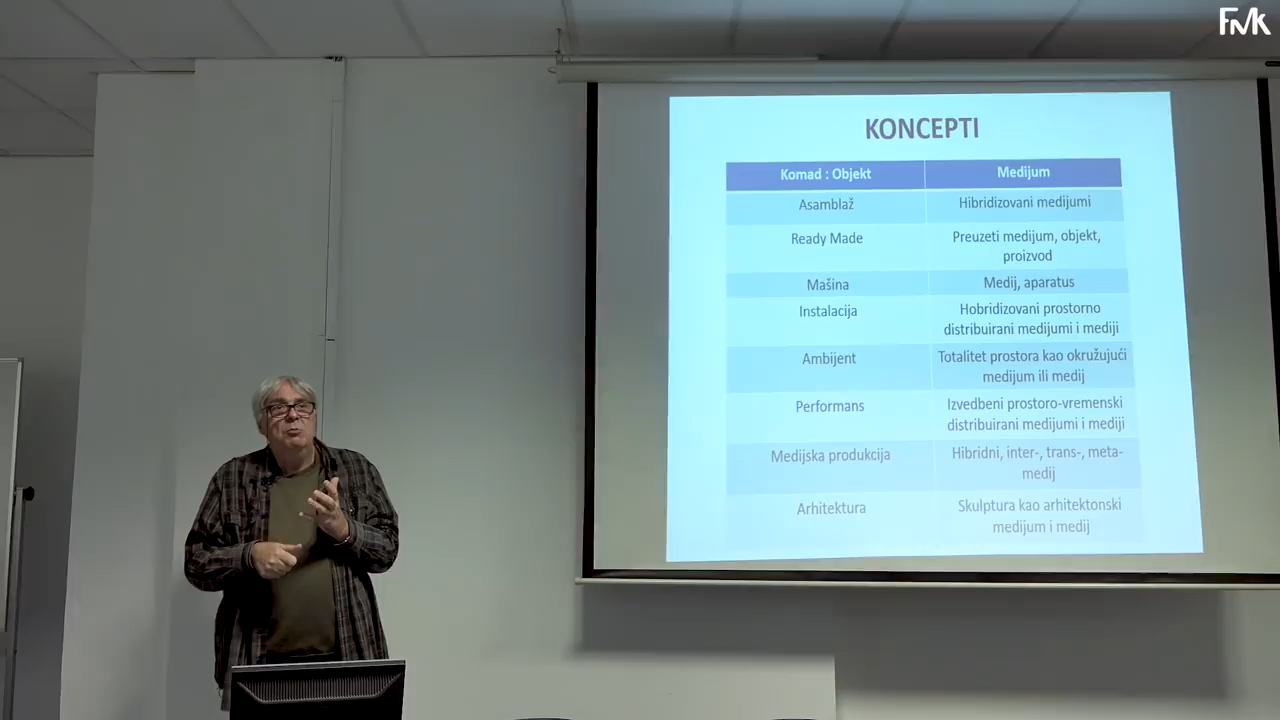 FMK
KONCEPTI
Komad : Objekt
Medijum
Asamblaž
Hibridizovani medijumi
Ready Made
Preuzeti medijum, objekt,
proizvod
Mašina
Medij, aparatus
Instalacija
Hobridizovani prostorno
distribuirani medijumi i mediji
Ambijent
Totalitet prostora kao okružujući
medijum ili medij
Performans
Izvedbeni prostoro-vremenski
distribuirani medijumi i mediji
Medijska produkcija
Hibridni, inter-, trans-, meta-
medij
Arhitektura
Skulptura kao arhitektonski
medijum i medij